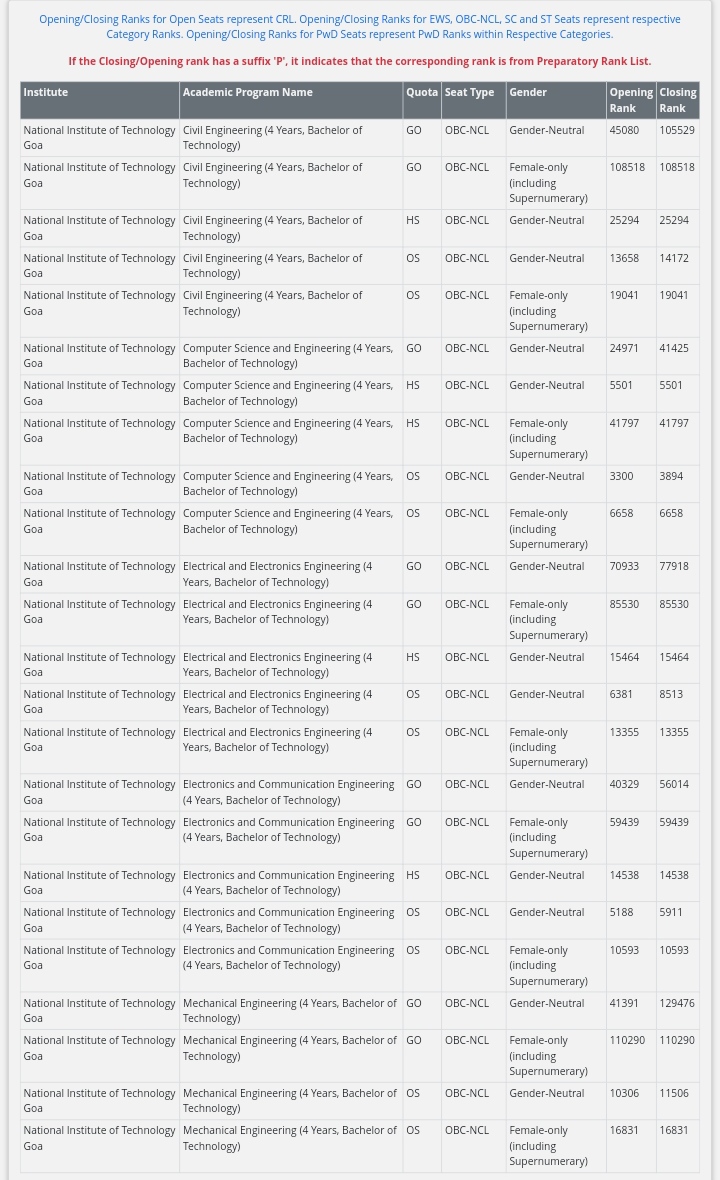 Opening/Closing Ranks for Open Seats represent CRL. Opening/Closing Ranks for EWS, OBC-NCL, SC and ST Seats represent respective
Category Ranks. Opening/Closing Ranks for PwD Seats represent PwD Ranks within Respective Categories.
If the Closing/Opening rank has a suffix 'P', it indicates that the corresponding rank is from Preparatory Rank List.
Institute Academic Program Name Quota Seat Type Gender Opening Closing
Rank Rank
National Institute of Technology Civil Engineering (4 Years, Bachelor of GO OBC-NCL Gender-Neutral 45080 105529
Goa Technology)
National Institute of Technology Civil Engineering (4 Years, Bachelor of GO OBC-NCL Female-only 108518 108518
Goa Technology) (including
Supernumerary)
National Institute of Technology Civil Engineering (4 Years, Bachelor of HS OBC-NCL Gender-Neutral 25294 25294
Goa Technology)
National Institute of Technology Civil Engineering (4 Years, Bachelor of OS OBC-NCL Gender-Neutral 13658 14172
Goa Technology)
National Institute of Technology Civil Engineering (4 Years, Bachelor of OS OBC-NCL Female-only 19041 19041
Goa Technology) (including
Supernumerary)
National Institute of Technology Computer Science and Engineering (4 Years, GO OBC-NCL Gender-Neutral 24971 41425
Goa Bachelor of Technology)
National Institute of Technology Computer Science and Engineering (4 Years, HS OBC-NCL Gender-Neutral 5501 5501
Goa Bachelor of Technology)
National Institute of Technology Computer Science and Engineering (4 Years, HS OBC-NCL Female-only 41797 41797
Goa Bachelor of Technology) (including
Supernumerary)
National Institute of Technology Computer Science and Engineering (4 Years, OS OBC-NCL Gender-Neutral 3300 3894
Goa Bachelor of Technology)
National Institute of Technology Computer Science and Engineering (4 Years, OS OBC-NCL Female-only 6658 6658
Goa Bachelor of Technology) (including
Supernumerary)
National Institute of Technology Electrical and Electronics Engineering (4 GO OBC-NCL Gender-Neutral 70933 77918
Goa Years, Bachelor of Technology)
National Institute of Technology Electrical and Electronics Engineering (4 GO OBC-NCL Female-only 85530 85530
Goa Years, Bachelor of Technology) (including
Supernumerary)
National Institute of Technology Electrical and Electronics Engineering (4 HS OBC-NCL Gender-Neutral 15464 15464
Goa Years, Bachelor of Technology)
National Institute of Technology Electrical and Electronics Engineering (4 OS OBC-NCL Gender-Neutral 6381 8513
Goa Years, Bachelor of Technology)
National Institute of Technology Electrical and Electronics Engineering (4 OS OBC-NCL Female-only 13355 13355
Goa Years, Bachelor of Technology) (including
Supernumerary)
National Institute of Technology Electronics and Communication Engineering GO OBC-NCL Gender-Neutral 40329 56014
Goa (4 Years, Bachelor of Technology)
National Institute of Technology Electronics and Communication Engineering GO OBC-NCL Female-only 59439 59439
Goa (4 Years, Bachelor of Technology) (including
Supernumerary)
National Institute of Technology Electronics and Communication Engineering HS OBC-NCL Gender-Neutral 14538 14538
Goa (4 Years, Bachelor of Technology)
National Institute of Technology Electronics and Communication Engineering OS OBC-NCL Gender-Neutral 5188 5911
Goa (4 Years, Bachelor of Technology)
National Institute of Technology Electronics and Communication Engineering OS OBC-NCL Female-only 10593 10593
Goa (4 Years, Bachelor of Technology) (including
Supernumerary)
National Institute of Technology Mechanical Engineering (4 Years, Bachelor of GO OBC-NCL Gender-Neutral 41391 129476
Goa Technology)
National Institute of Technology Mechanical Engineering (4 Years, Bachelor of GO OBC-NCL Female-only 110290 110290
Goa Technology) (including
Supernumerary)
National Institute of Technology Mechanical Engineering (4 Years, Bachelor of OS OBC-NCL Gender-Neutral 10306 11506
Goa Technology)
National Institute of Technology Mechanical Engineering (4 Years, Bachelor of OS OBC-NCL Female-only 16831 16831
Goa Technology) (including
Supernumerary)